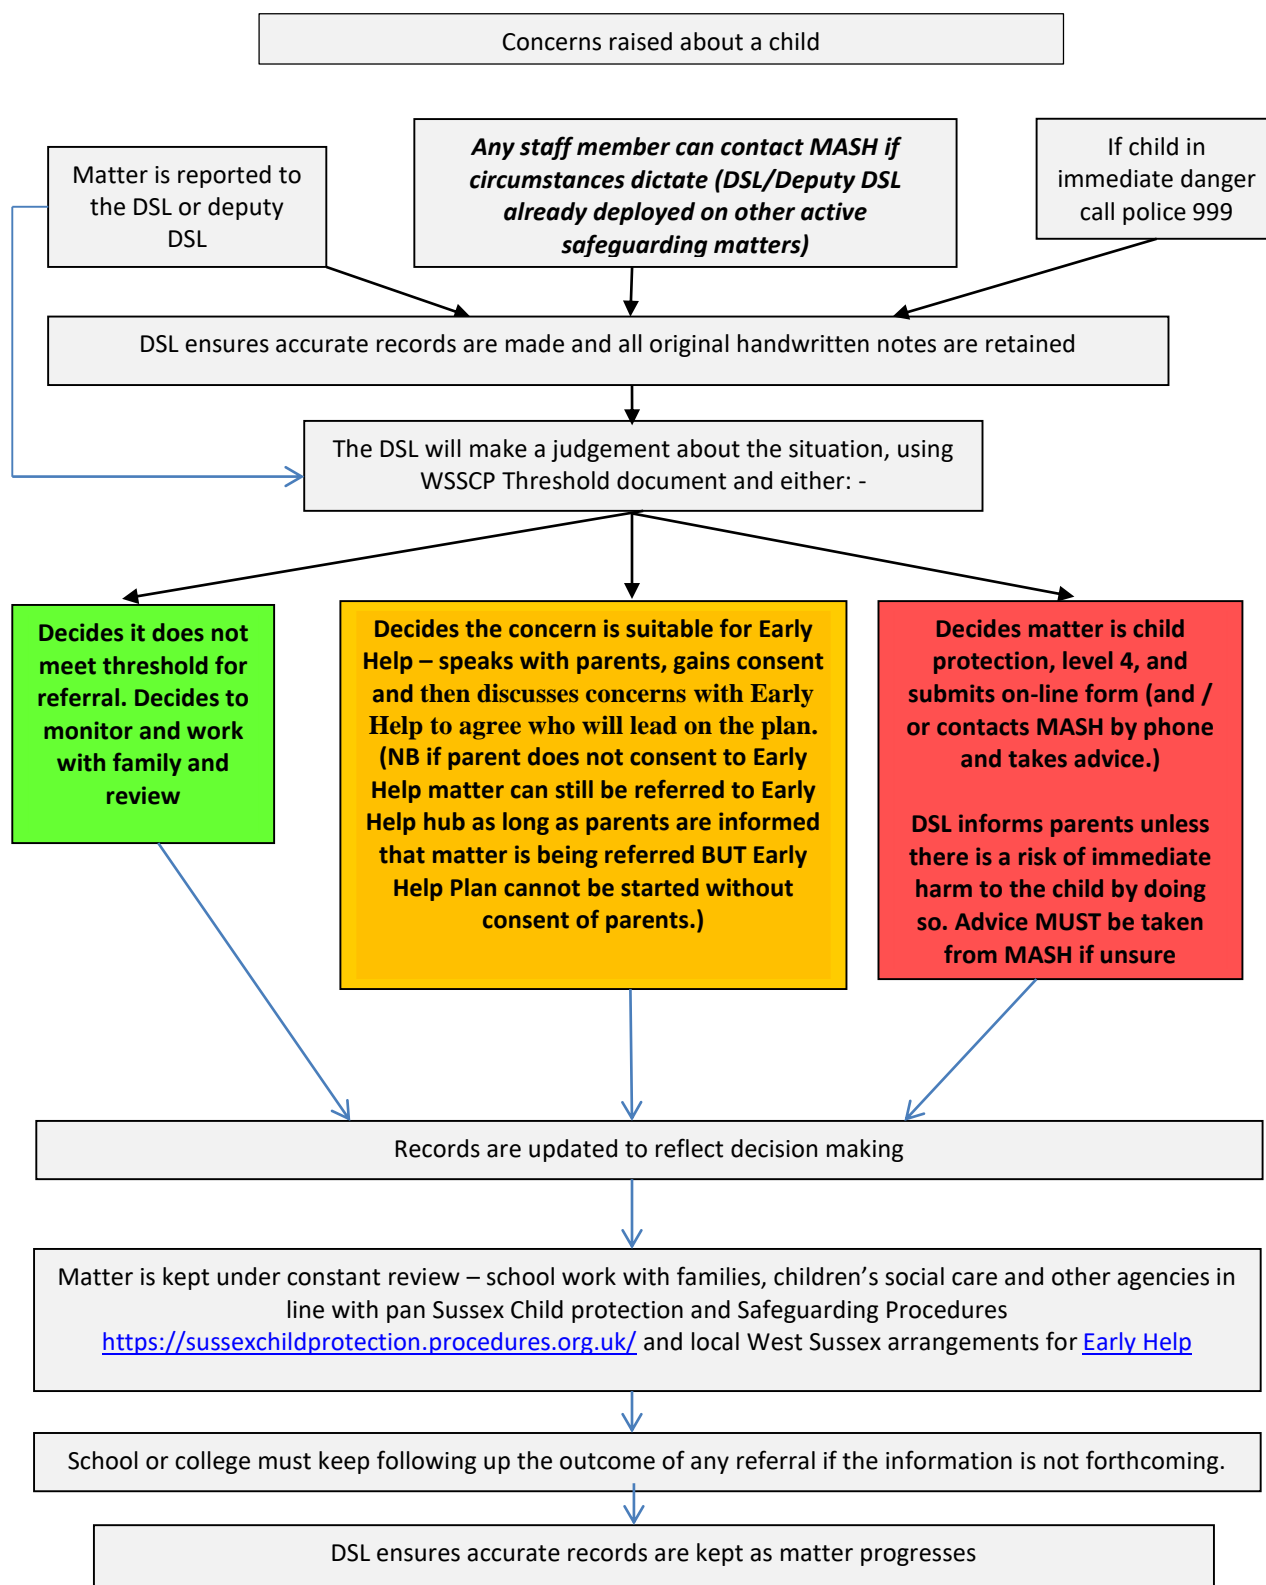 Concerns raised about a child
Matter is reported to
the DSL or deputy
DSL
Any staff member can contact MASH if
circumstances dictate (DSL/Deputy DSL
already deployed on other active
safeguarding matters)
If child in
immediate danger
call police 999
DSL ensures accurate records are made and all original handwritten notes are retained
The DSL will make a judgement about the situation, using
WSSCP Threshold document and either: -
Decides it does not
meet threshold for
referral. Decides to
monitor and work
with family and
review
Decides the concern is suitable for Early
Help – speaks with parents, gains consent
and then discusses concerns with Early
Help to agree who will lead on the plan.
(NB if parent does not consent to Early
Help matter can still be referred to Early
Help hub as long as parents are informed
that matter is being referred BUT Early
Help Plan cannot be started without
consent of parents.)
Decides matter is child
protection, level 4, and
submits on-line form (and /
or contacts MASH by phone
and takes advice.)
DSL informs parents unless
there is a risk of immediate
harm to the child by doing
so. Advice MUST be taken
from MASH if unsure
Records are updated to reflect decision making
Matter is kept under constant review – school work with families, children’s social care and other agencies in
line with pan Sussex Child protection and Safeguarding Procedures
https://sussexchildprotection.procedures.org.uk/ and local West Sussex arrangements for Early Help
School or college must keep following up the outcome of any referral if the information is not forthcoming.
DSL ensures accurate records are kept as matter progresses